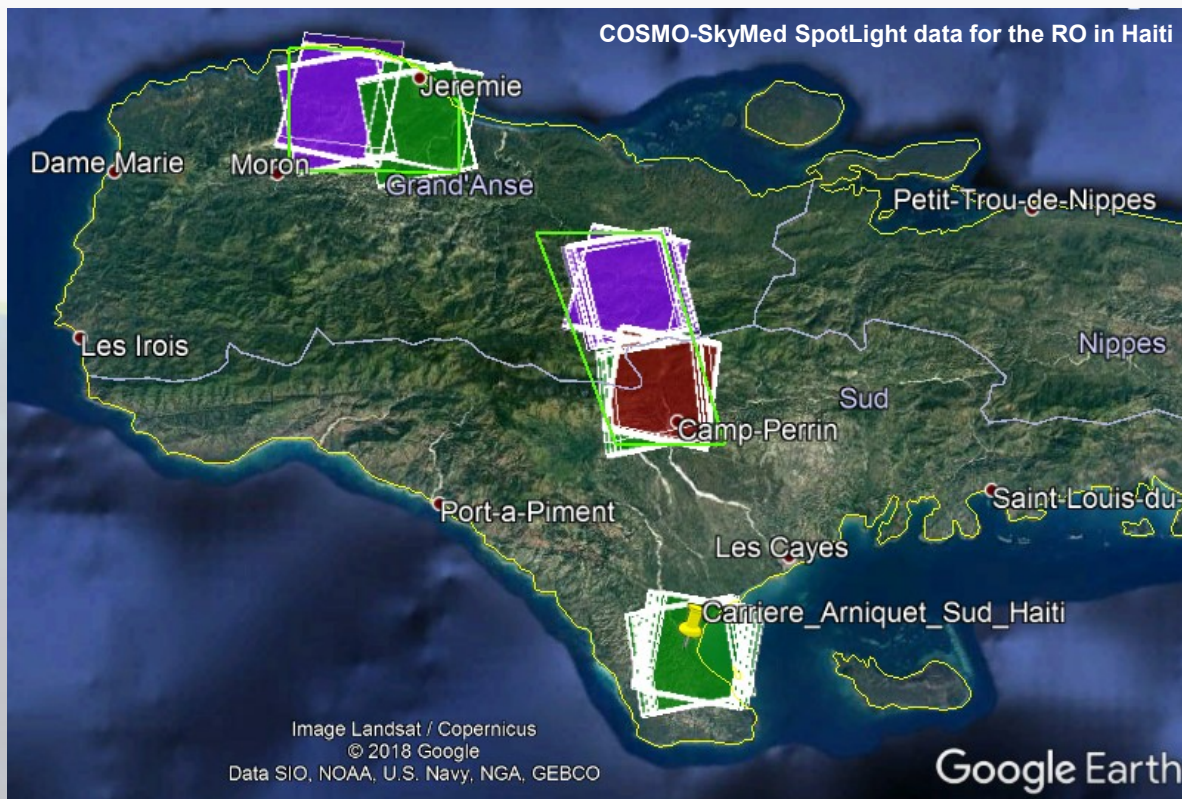 COSMO-SkyMed SpotLight data for the RO in Haiti
Jeremie
Dame Marie
Moron
Grand'Anse
Petit-Trou-de-Nippes
Les Irois
Nippes
Sud
Camp-Perrin
Port-a-Piment
Saint-Louis-du-
Les Cayes
Carriere_Arniquet_Sud_Haiti
Image Landsat / Copernicus
© 2018 Google
Data SIO, NOAA, U.S. Navy, NGA, GEBCO
Google Earth